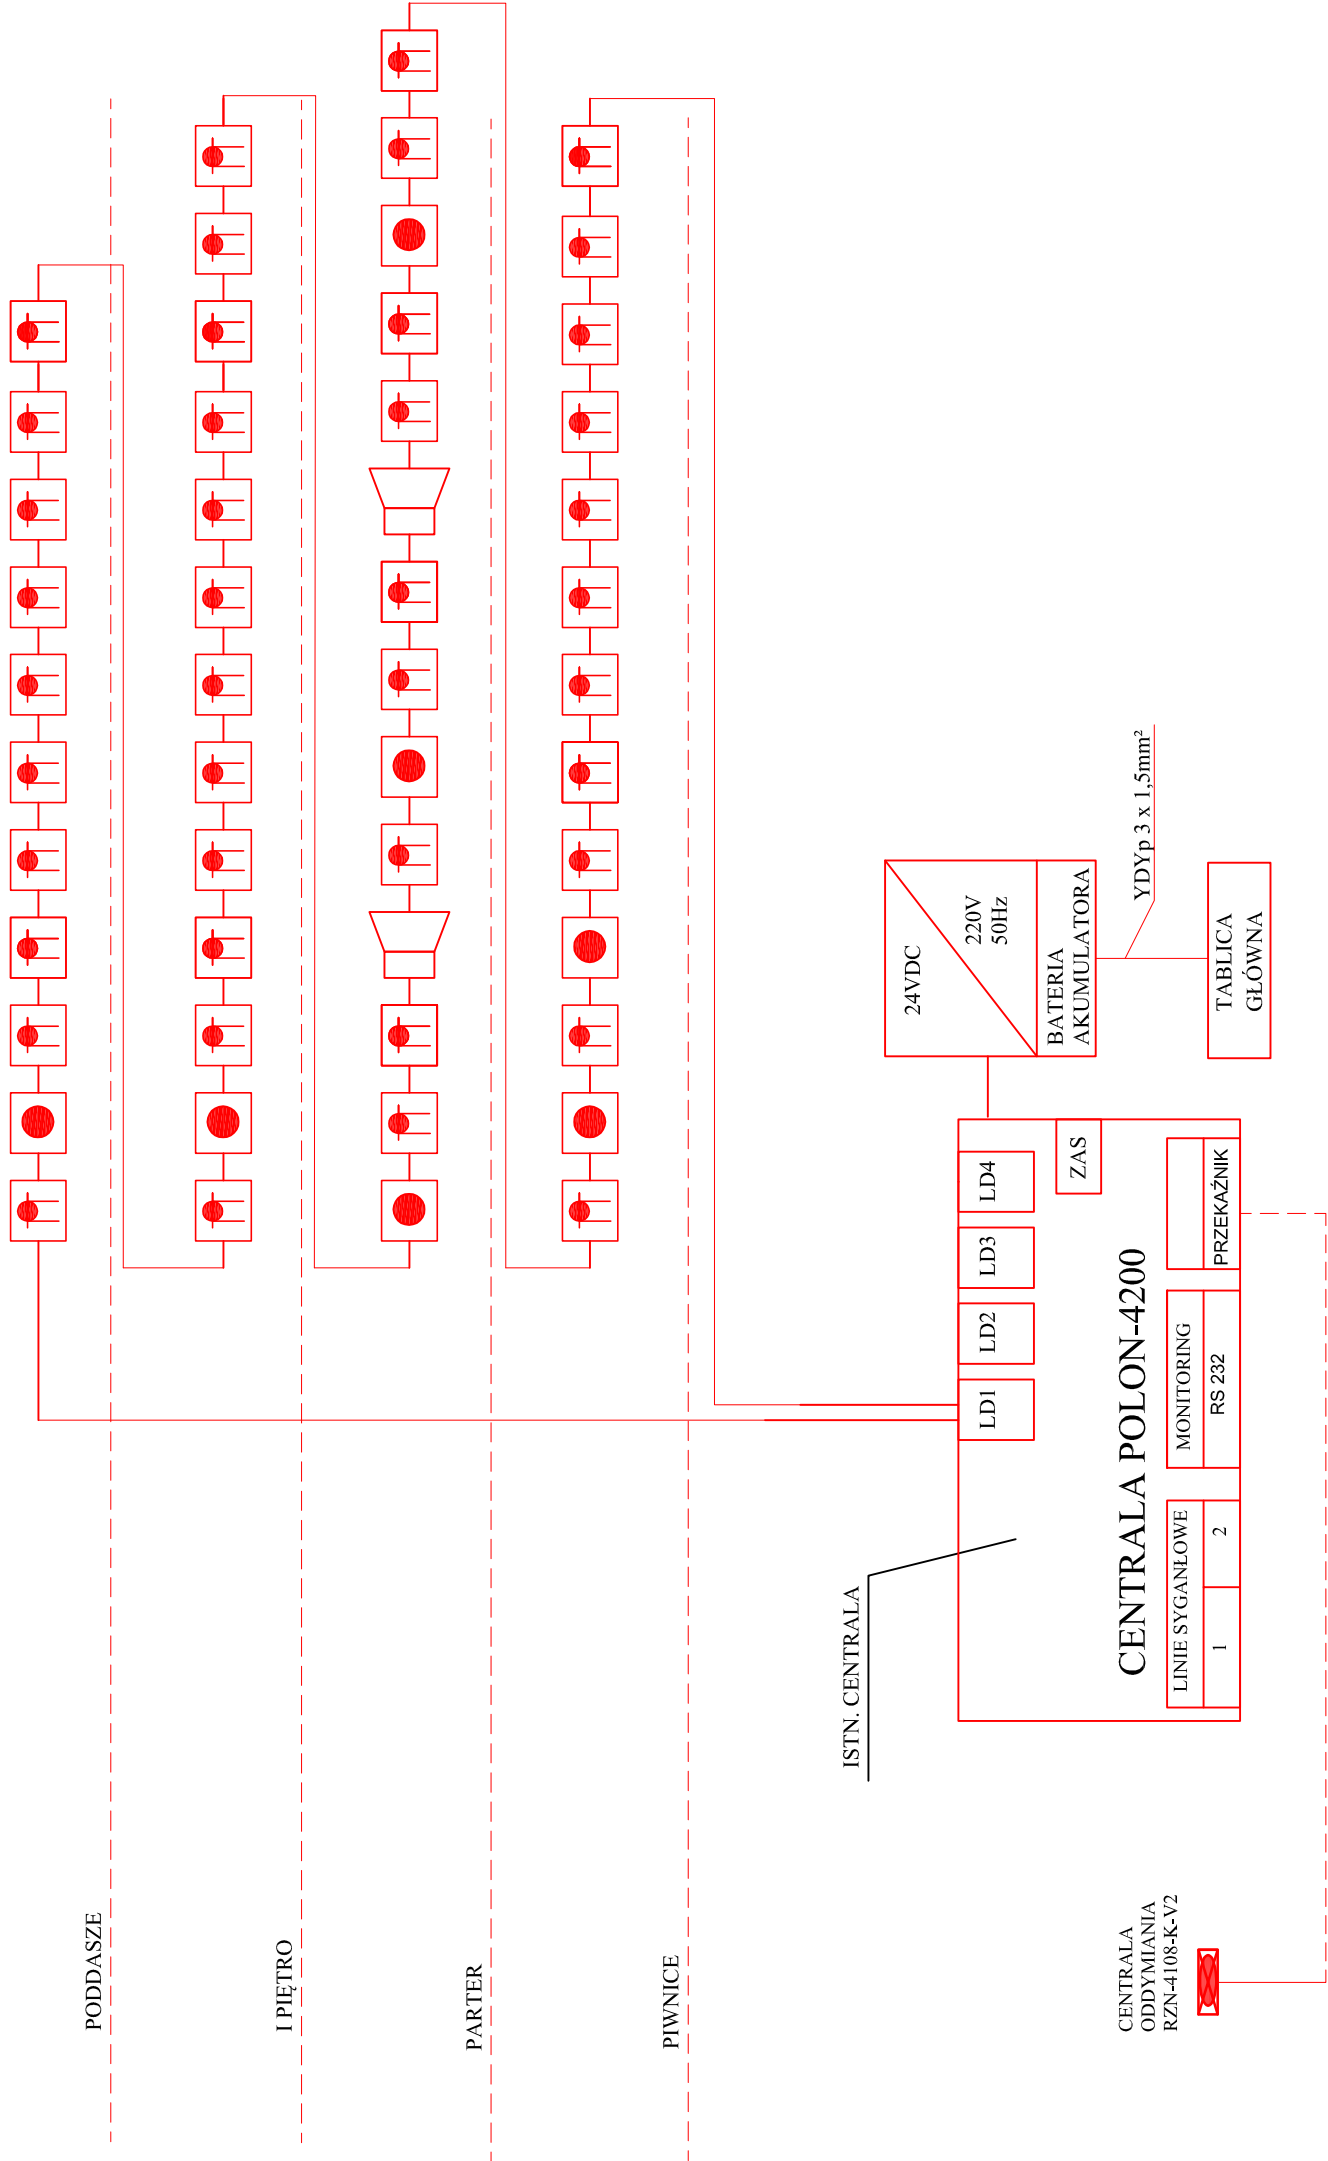 PODDASZE
I PIĘTRO
PARTER
PIWNICE
ISTN. CENTRALA
LD1
LD2
LD3
LD4
ZAS
CENTRALA POLON-4200
LINIE SYGANŁOWE
1
2
MONITORING
RS 232
PRZEKAŹNIK
24VDC
220V
50Hz
BATERIA
AKUMULATORA
YDYp 3 x 1,5mm²
TABLICA
GŁÓWNA
CENTRALA
ODDYMIANIA
RZN-4108-K-V2